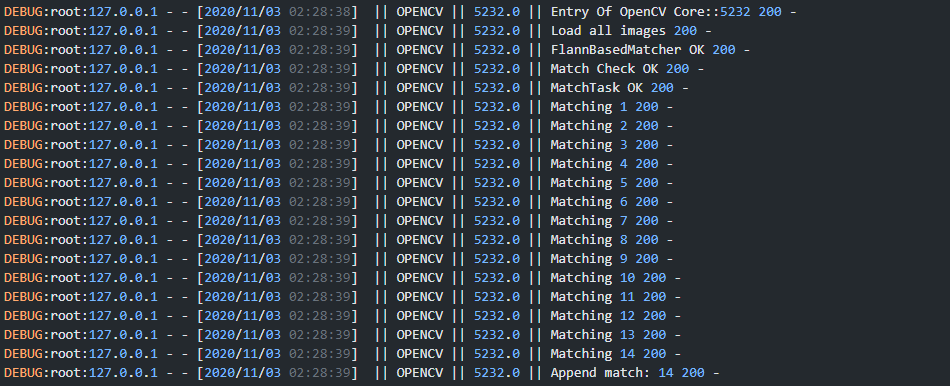 DEBUG:root:127.0.0.1 - - [2020/11/03 02:28:38]  || OPENCV || 5232.0 || Entry Of OpenCV Core::5232 200 -
DEBUG:root:127.0.0.1 - - [2020/11/03 02:28:39]  || OPENCV || 5232.0 || Load all images 200 -
DEBUG:root:127.0.0.1 - - [2020/11/03 02:28:39]  || OPENCV || 5232.0 || FlannBasedMatcher OK 200 -
DEBUG:root:127.0.0.1 - - [2020/11/03 02:28:39]  || OPENCV || 5232.0 || Match Check OK 200 -
DEBUG:root:127.0.0.1 - - [2020/11/03 02:28:39]  || OPENCV || 5232.0 || MatchTask OK 200 -
DEBUG:root:127.0.0.1 - - [2020/11/03 02:28:39]  || OPENCV || 5232.0 || Matching 1 200 -
DEBUG:root:127.0.0.1 - - [2020/11/03 02:28:39]  || OPENCV || 5232.0 || Matching 2 200 -
DEBUG:root:127.0.0.1 - - [2020/11/03 02:28:39]  || OPENCV || 5232.0 || Matching 3 200 -
DEBUG:root:127.0.0.1 - - [2020/11/03 02:28:39]  || OPENCV || 5232.0 || Matching 4 200 -
DEBUG:root:127.0.0.1 - - [2020/11/03 02:28:39]  || OPENCV || 5232.0 || Matching 5 200 -
DEBUG:root:127.0.0.1 - - [2020/11/03 02:28:39]  || OPENCV || 5232.0 || Matching 6 200 -
DEBUG:root:127.0.0.1 - - [2020/11/03 02:28:39]  || OPENCV || 5232.0 || Matching 7 200 -
DEBUG:root:127.0.0.1 - - [2020/11/03 02:28:39]  || OPENCV || 5232.0 || Matching 8 200 -
DEBUG:root:127.0.0.1 - - [2020/11/03 02:28:39]  || OPENCV || 5232.0 || Matching 9 200 -
DEBUG:root:127.0.0.1 - - [2020/11/03 02:28:39]  || OPENCV || 5232.0 || Matching 10 200 -
DEBUG:root:127.0.0.1 - - [2020/11/03 02:28:39]  || OPENCV || 5232.0 || Matching 11 200 -
DEBUG:root:127.0.0.1 - - [2020/11/03 02:28:39]  || OPENCV || 5232.0 || Matching 12 200 -
DEBUG:root:127.0.0.1 - - [2020/11/03 02:28:39]  || OPENCV || 5232.0 || Matching 13 200 -
DEBUG:root:127.0.0.1 - - [2020/11/03 02:28:39]  || OPENCV || 5232.0 || Matching 14 200 -
DEBUG:root:127.0.0.1 - - [2020/11/03 02:28:39]  || OPENCV || 5232.0 || Append match: 14 200 -